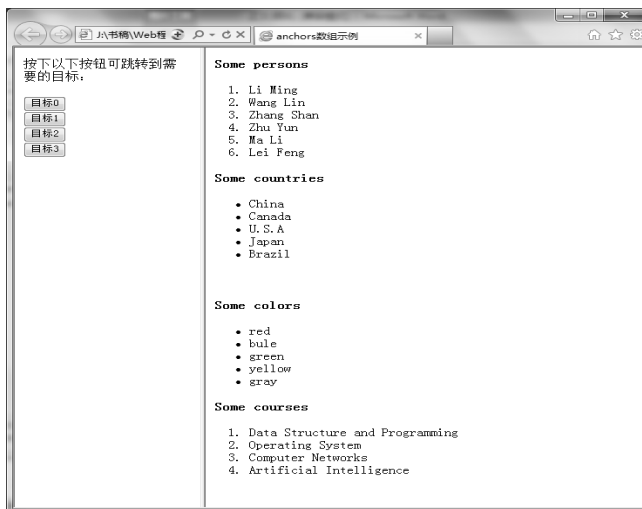 J:\书稿\Web程
anchors数组示例
按下以下按钮可跳转到需
要的目标：
目标0
目标1
目标2
目标3
Some persons
1. Li Ming
2. Wang Lin
3. Zhang Shan
4. Zhu Yun
5. Ma Li
6. Lei Feng
Some countries
• China
• Canada
• U.S.A
• Japan
• Brazil
Some colors
• red
• bule
• green
• yellow
• gray
Some courses
1. Data Structure and Programming
2. Operating System
3. Computer Networks
4. Artificial Intelligence